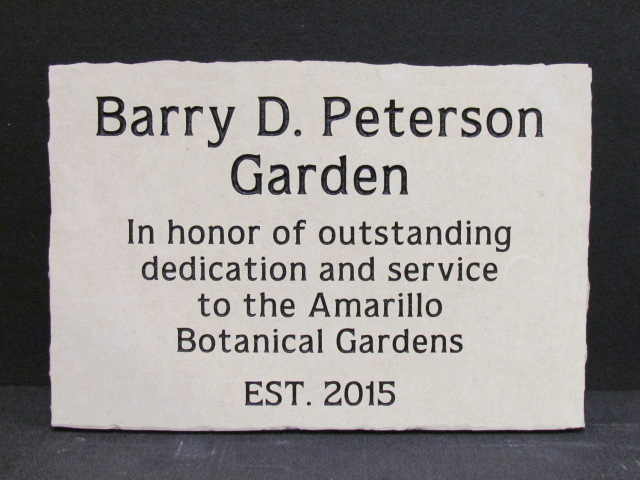 Barry D. Peterson
Garden
In honor of outstanding
dedication and service
to the Amarillo
Botanical Gardens
EST. 2015